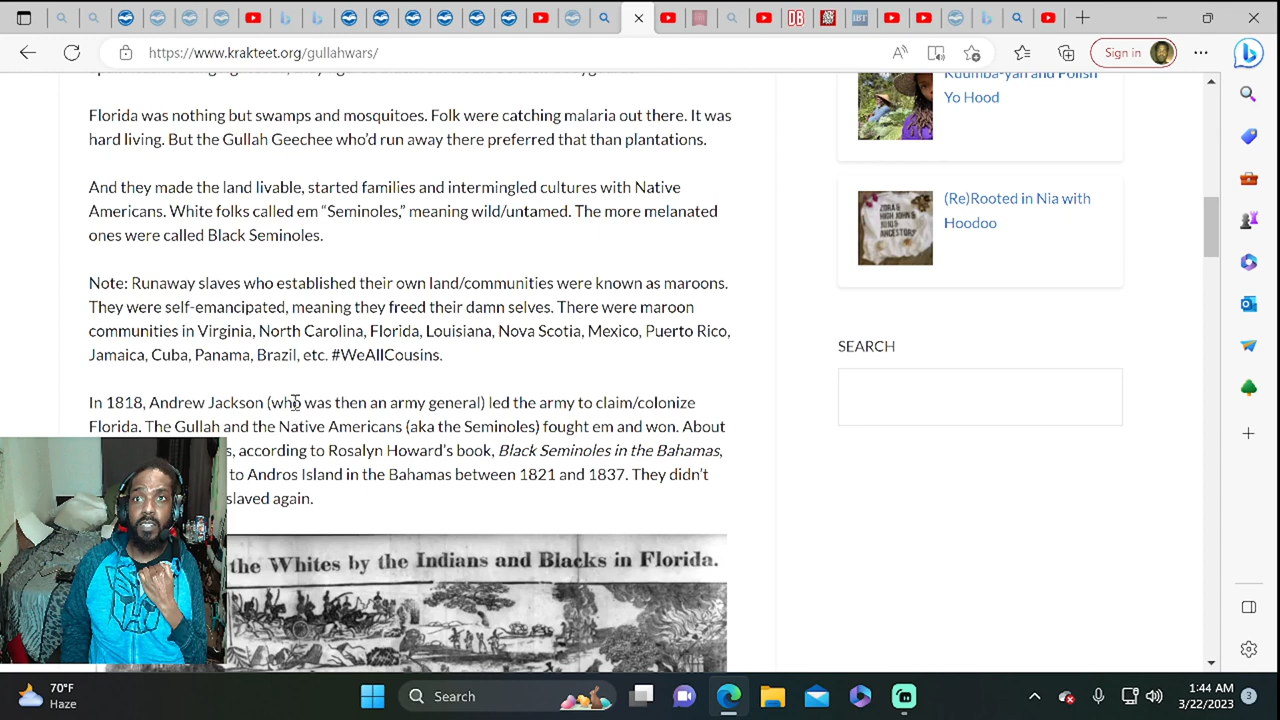 https://www.krakteet.org/gullahwars/
Sign in
Kuumba-yah and Polish
Yo Hood
Florida was nothing but swamps and mosquitoes. Folk were catching malaria out there. It was
hard living. But the Gullah Geechee who'd run away there preferred that than plantations.
And they made the land livable, started families and intermingled cultures with Native
Americans. White folks called em “Seminoles,” meaning wild/untamed. The more melanated
ones were called Black Seminoles.
(Re)Rooted in Nia with
Hoodoo
Note: Runaway slaves who established their own land/communities were known as maroons.
They were self-emancipated, meaning they freed their damn selves. There were maroon
communities in Virginia, North Carolina, Florida, Louisiana, Nova Scotia, Mexico, Puerto Rico,
Jamaica, Cuba, Panama, Brazil, etc. #WeAllCousins.
SEARCH
In 1818, Andrew Jackson (who was then an army general) led the army to claim/colonize
Florida. The Gullah and the Native Americans (aka the Seminoles) fought em and won. About
s, according to Rosalyn Howard's book, Black Seminoles in the Bahamas,
to Andros Island in the Bahamas between 1821 and 1837. They didn't
slaved again.
the Whites by the Indians and Blacks in Florida.
70°F
Haze
Search
1:44 AM
3/22/2023
3